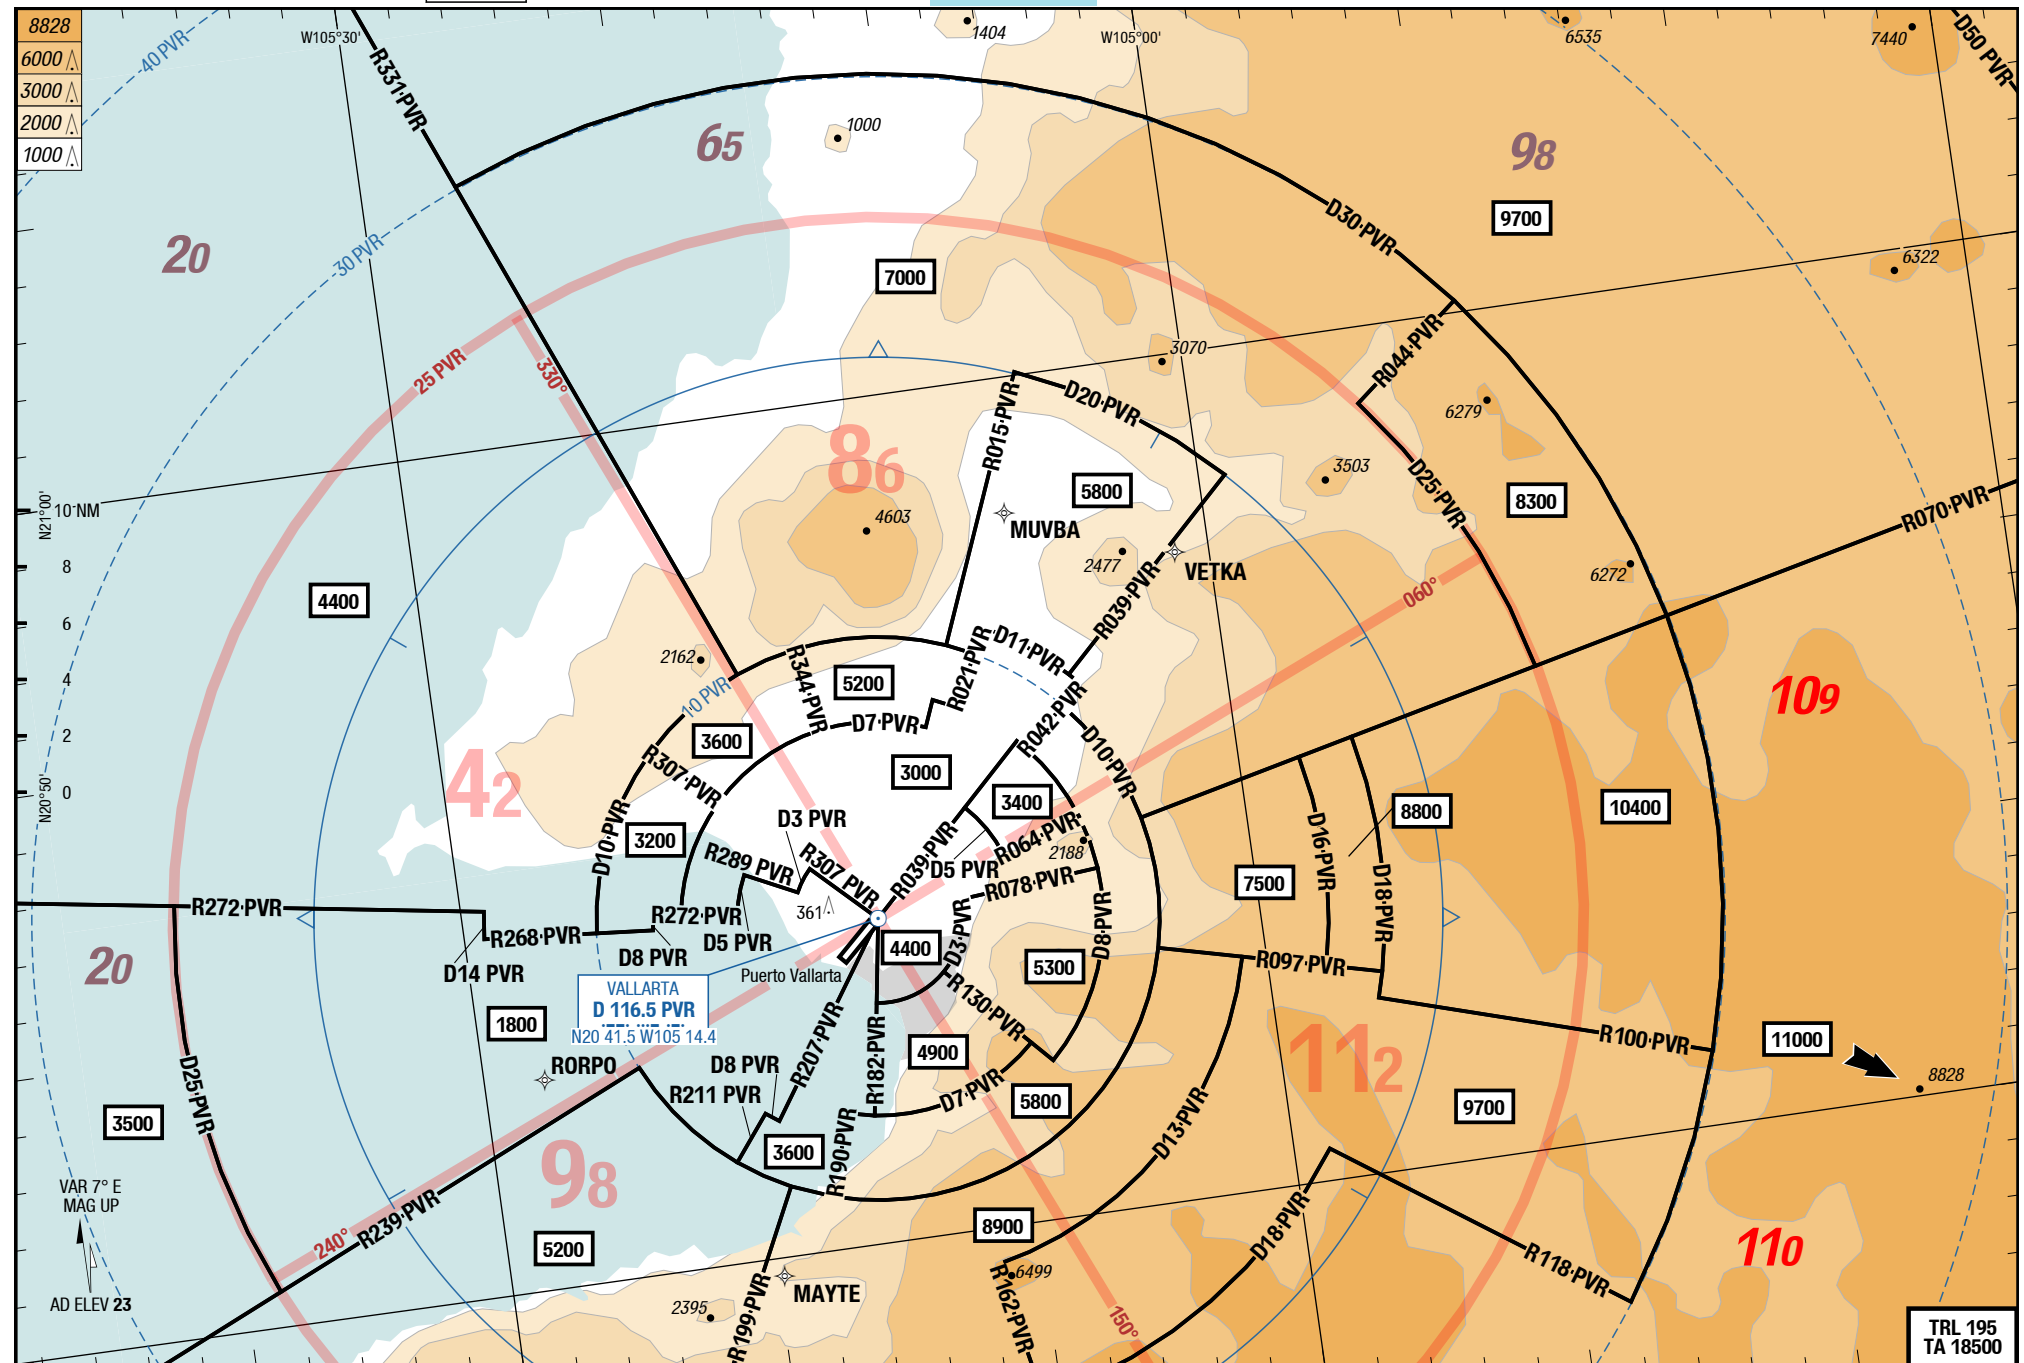 8828
6000
3000
2000
1000
40 PVR
W105°30'
R331·PVR
65
1404
W105°00'
6535
7440
D50 PVR
1000
98
9700
D30·PVR
20
30 PVR
7000
6322
25 PVR
330°
3070
R044·PVR
D20·PVR
R015·PVR
6279
86
3503
D25·PVR
5800
8300
R070·PVR
N21°00'
10 NM
4603
MUVBA
2477
VETKA
8
6272
060°
4400
R039·PVR
6
D11·PVR
R021·PVR
2162
R344·PVR
4
5200
10 PVR
109
R042·PVR
D7·PVR
2
3600
D10·PVR
R307·PVR
3000
42
N20°50'
0
3400
8800
10400
D3 PVR
D10·PVR
3200
R064·PVR
D16·PVR
R289 PVR
R307 PVR
R039·PVR
2188
D5 PVR
R078·PVR
7500
D18·PVR
R272·PVR
R272·PVR
361
D8·PVR
R268·PVR
D5 PVR
D3·PVR
4400
D8 PVR
20
D14 PVR
Puerto Vallarta
5300
R097·PVR
VALLARTA
D 116.5 PVR
N20 41.5 W105 14.4
R130·PVR
1800
R100·PVR
11000
R207·PVR
4900
112
D8 PVR
RORPO
R182·PVR
8828
R211 PVR
D7·PVR
5800
D25·PVR
3500
9700
D13·PVR
3600
R190·PVR
98
VAR 7° E
MAG UP
R239·PVR
240°
8900
D18·PVR
110
5200
R118·PVR
6499
MAYTE
AD ELEV 23
2395
R199·PVR
R162·PVR
150°
TRL 195
TA 18500